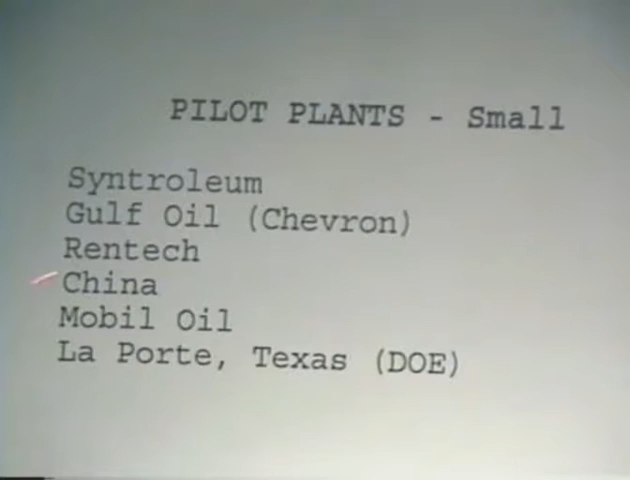 PILOT PLANTS - Small
Syntroleum
Gulf Oil (Chevron)
Rentech
China
Mobil Oil
La Porte, Texas (DOE)